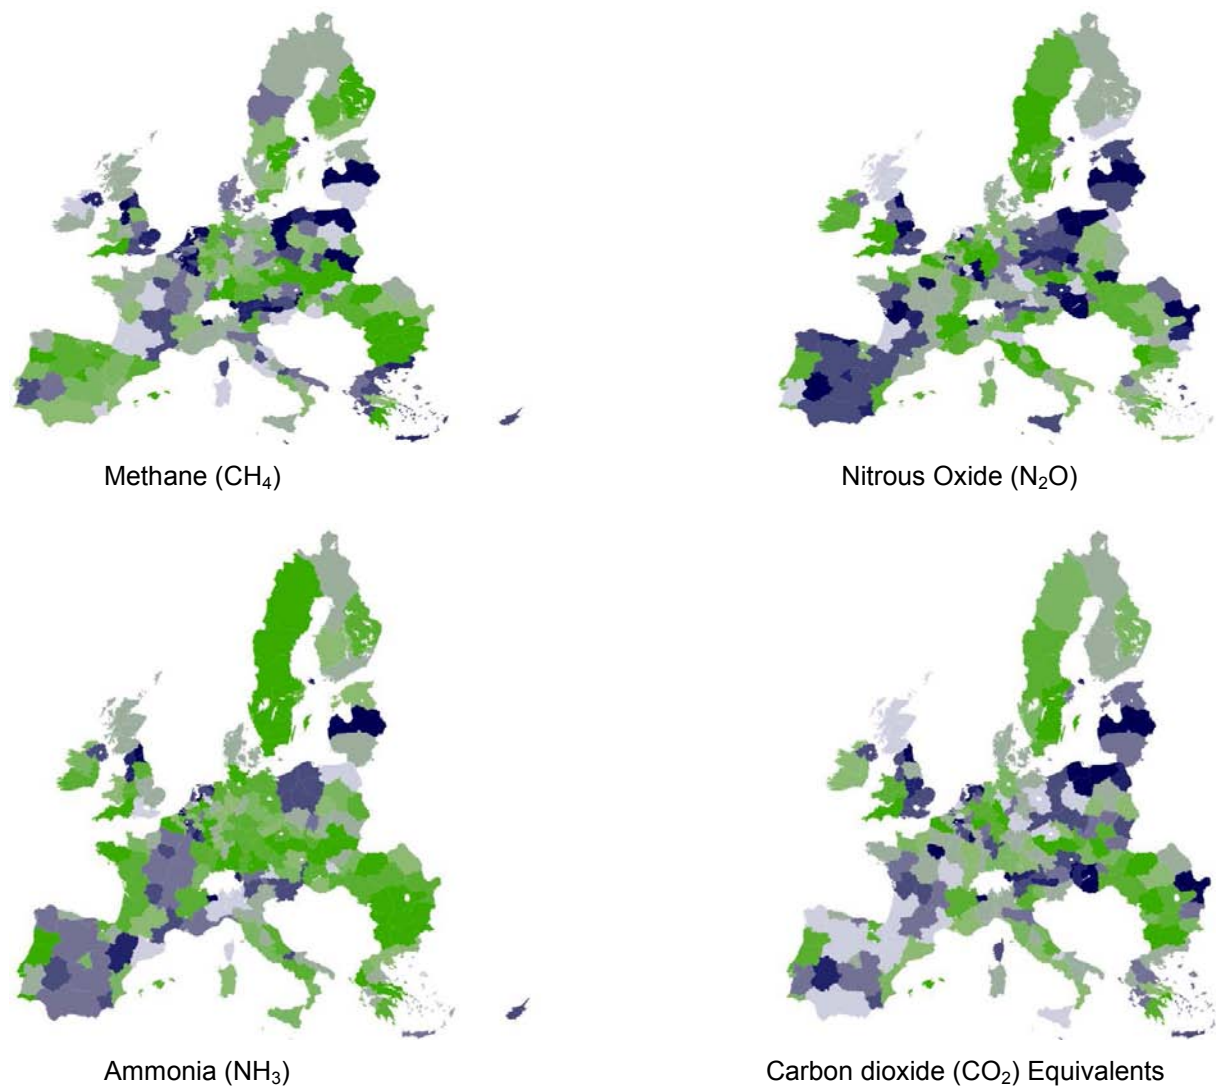 Methane (CH₄)
Nitrous Oxide (N₂O)
Ammonia (NH₃)
Carbon dioxide (CO₂) Equivalents